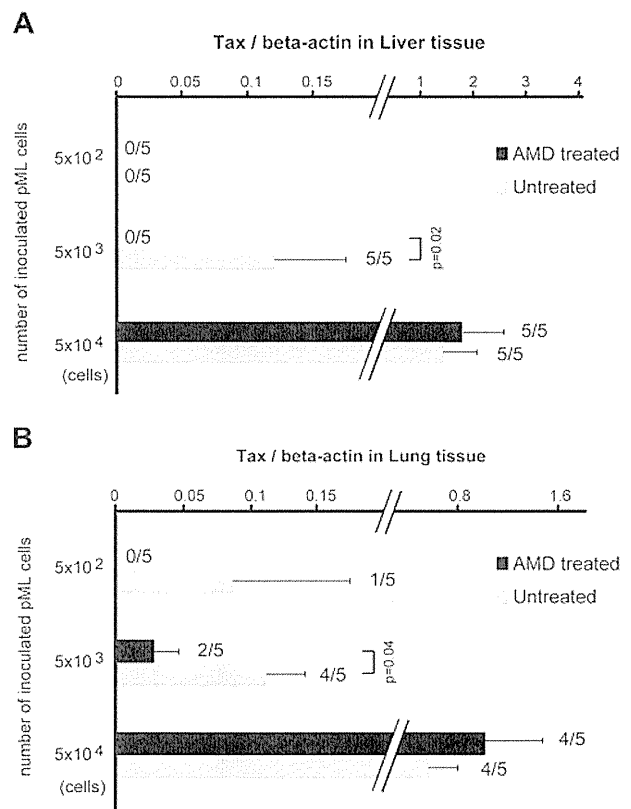 A
Tax / beta-actin in Liver tissue
0 0.05 0.1 0.15 1 2 3 4
number of inoculated pML cells
5x10²
0/5
0/5
AMD treated
Untreated
5x10³
0/5
5/5
p=0.02
5x10⁴
(cells)
5/5
5/5
B
Tax / beta-actin in Lung tissue
0 0.05 0.1 0.15 0.8 1.6
number of inoculated pML cells
5x10²
0/5
1/5
AMD treated
Untreated
5x10³
2/5
4/5
p=0.04
5x10⁴
(cells)
4/5
4/5